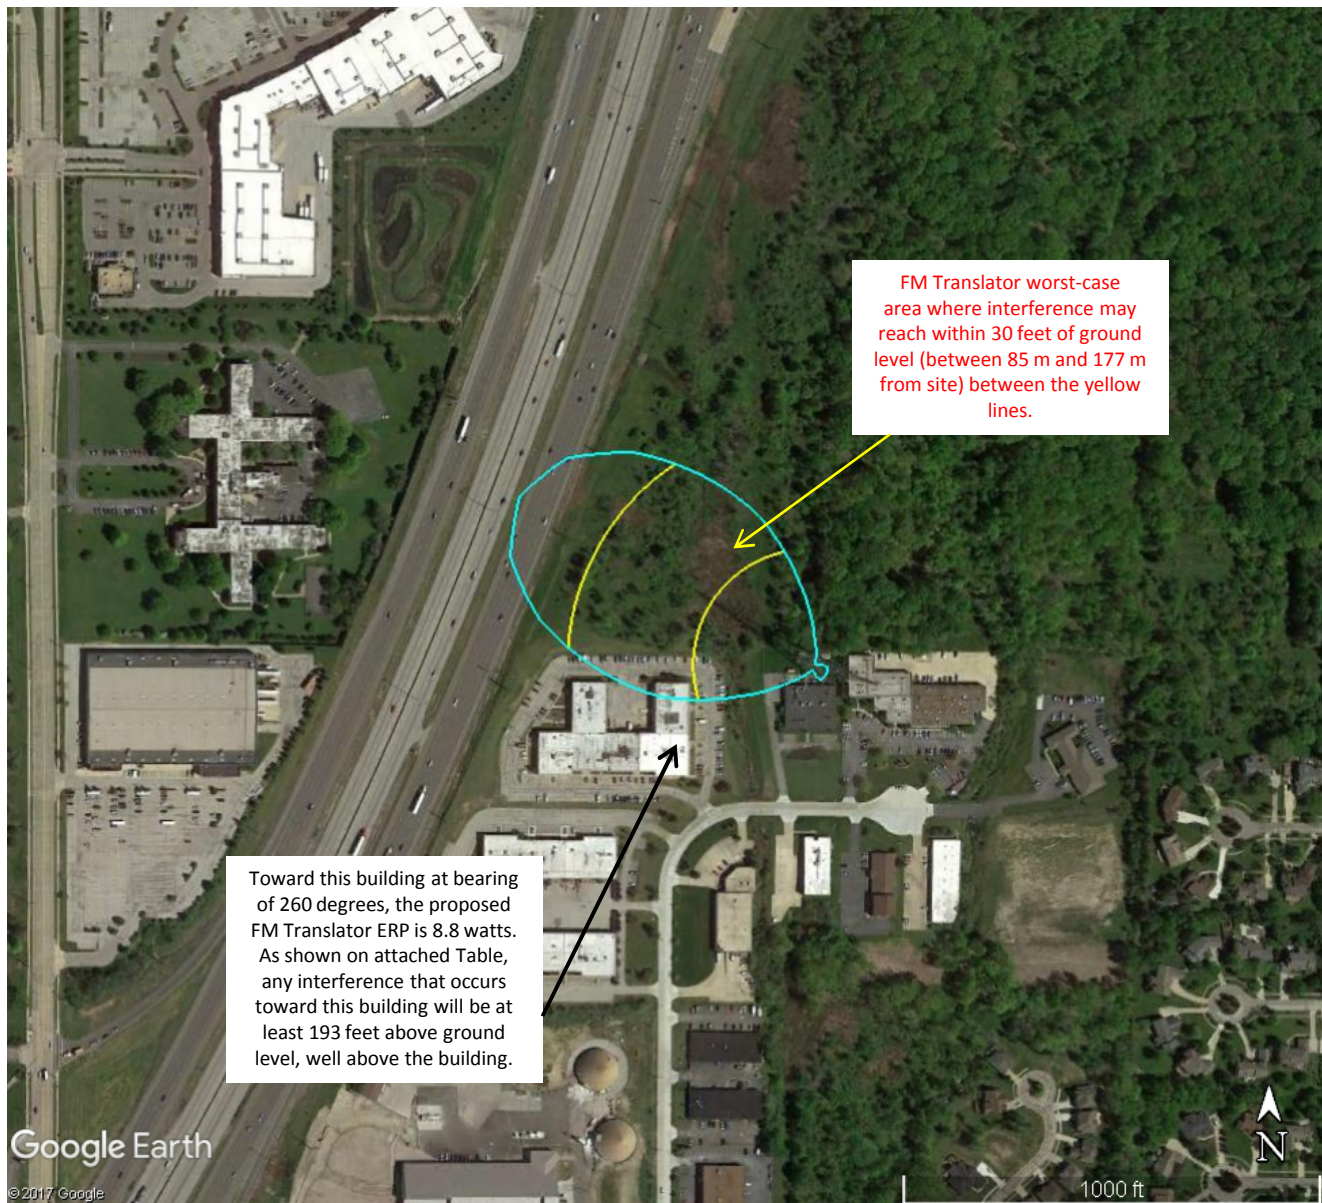 FM Translator worst-case
area where interference may
reach within 30 feet of ground
level (between 85 m and 177 m
from site) between the yellow
lines.
Toward this building at bearing
of 260 degrees, the proposed
FM Translator ERP is 8.8 watts.
As shown on attached Table,
any interference that occurs
toward this building will be at
least 193 feet above ground
level, well above the building.
Google Earth
© 2017 Google
N
1000 ft